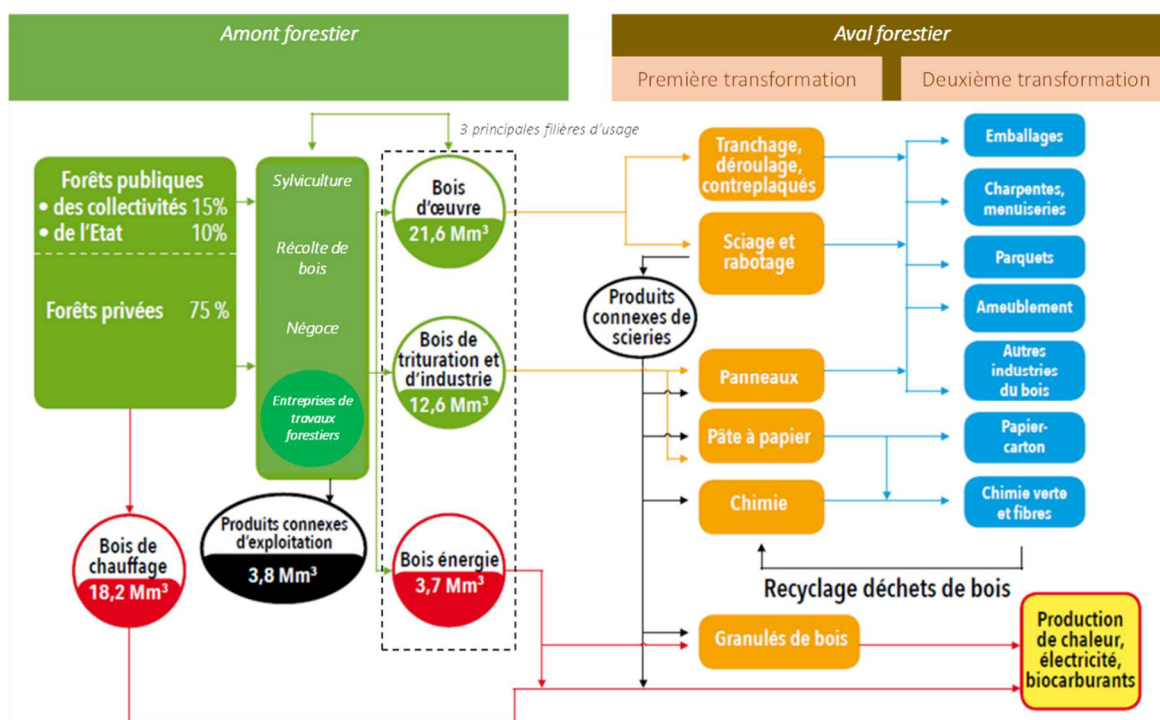 Amont forestier
Aval forestier
Première transformation
Deuxième transformation
3 principales filières d'usage
Forêts publiques
• des collectivités 15%
• de l'Etat 10%
Forêts privées 75 %
Sylviculture
Récolte de
bois
Négoce
Entreprises de
travaux
forestiers
Bois
d'œuvre
21,6 Mm³
Bois de
trituration et
d'industrie
12,6 Mm³
Bois énergie
3,7 Mm³
Bois de
chauffage
18,2 Mm³
Produits connexes
d'exploitation
3,8 Mm³
Tranchage,
déroulage,
contreplaqués
Sciage et
rabotage
Produits
connexes de
scieries
Panneaux
Pâte à papier
Chimie
Granulés de bois
Emballages
Charpentes,
menuiseries
Parquets
Ameublement
Autres
industries
du bois
Papier-
carton
Chimie verte
et fibres
Recyclage déchets de bois
Production
de chaleur,
électricité,
biocarburants